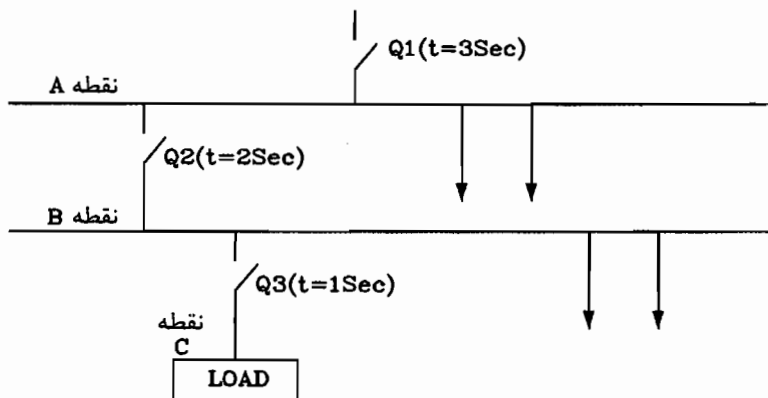 Q1(t=3Sec)
نقطه A
Q2(t=2Sec)
نقطه B
Q3(t=1Sec)
نقطه
C
LOAD